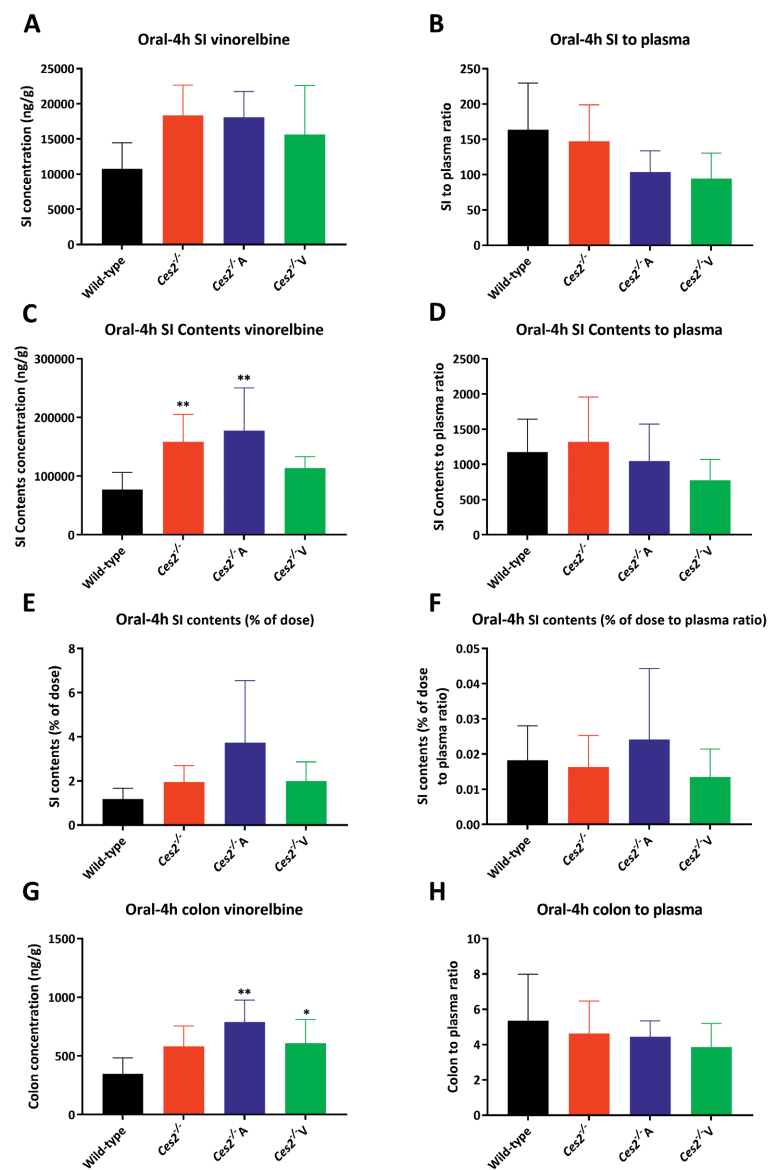 A
Oral-4h SI vinorelbine
SI concentration (ng/g)
25000
20000
15000
10000
5000
0
Wild-type
Ces2-/-
Ces2-/-A
Ces2-/-V
B
Oral-4h SI to plasma
SI to plasma ratio
250
200
150
100
50
0
Wild-type
Ces2-/-
Ces2-/-A
Ces2-/-V
C
Oral-4h SI Contents vinorelbine
SI Contents concentration (ng/g)
300000
200000
100000
0
**
**
Wild-type
Ces2-/-
Ces2-/-A
Ces2-/-V
D
Oral-4h SI Contents to plasma
SI Contents to plasma ratio
2500
2000
1500
1000
500
0
Wild-type
Ces2-/-
Ces2-/-A
Ces2-/-V
E
Oral-4h SI contents (% of dose)
SI contents (% of dose)
8
6
4
2
0
Wild-type
Ces2-/-
Ces2-/-A
Ces2-/-V
F
Oral-4h SI contents (% of dose to plasma ratio)
SI contents (% of dose
to plasma ratio)
0.05
0.04
0.03
0.02
0.01
0.00
Wild-type
Ces2-/-
Ces2-/-A
Ces2-/-V
G
Oral-4h colon vinorelbine
Colon concentration (ng/g)
1500
1000
500
0
**
*
Wild-type
Ces2-/-
Ces2-/-A
Ces2-/-V
H
Oral-4h colon to plasma
Colon to plasma ratio
10
8
6
4
2
0
Wild-type
Ces2-/-
Ces2-/-A
Ces2-/-V